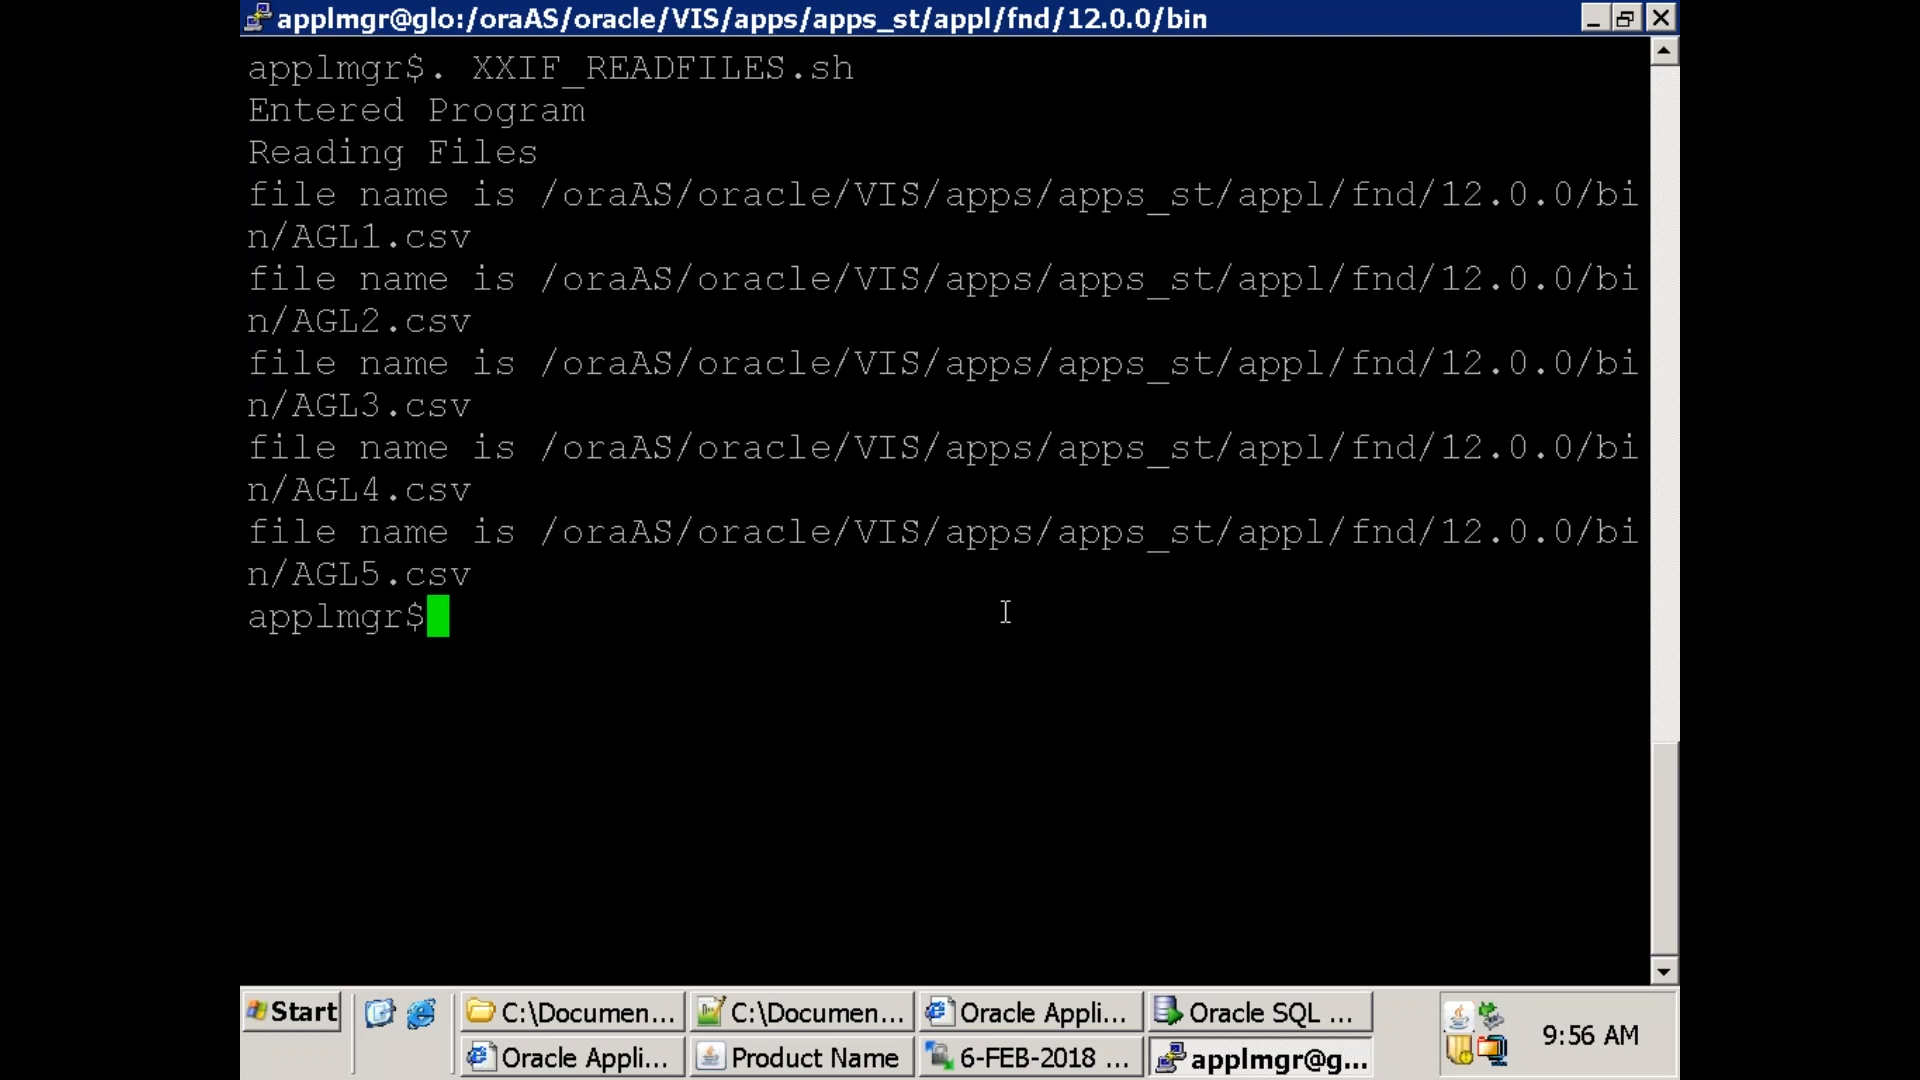 applmgr@glo:/oraAS/oracle/VIS/apps/apps_st/appl/fnd/12.0.0/bin
applmgr$. XXIF_READFILES.sh
Entered Program
Reading Files
file name is /oraAS/oracle/VIS/apps/apps_st/appl/fnd/12.0.0/bi
n/AGL1.csv
file name is /oraAS/oracle/VIS/apps/apps_st/appl/fnd/12.0.0/bi
n/AGL2.csv
file name is /oraAS/oracle/VIS/apps/apps_st/appl/fnd/12.0.0/bi
n/AGL3.csv
file name is /oraAS/oracle/VIS/apps/apps_st/appl/fnd/12.0.0/bi
n/AGL4.csv
file name is /oraAS/oracle/VIS/apps/apps_st/appl/fnd/12.0.0/bi
n/AGL5.csv
applmgr$
Start C:\Documen... C:\Documen... Oracle Appli... Oracle SQL ...
Oracle Appli... Product Name 6-FEB-2018 ... applmgr@g... 9:56 AM